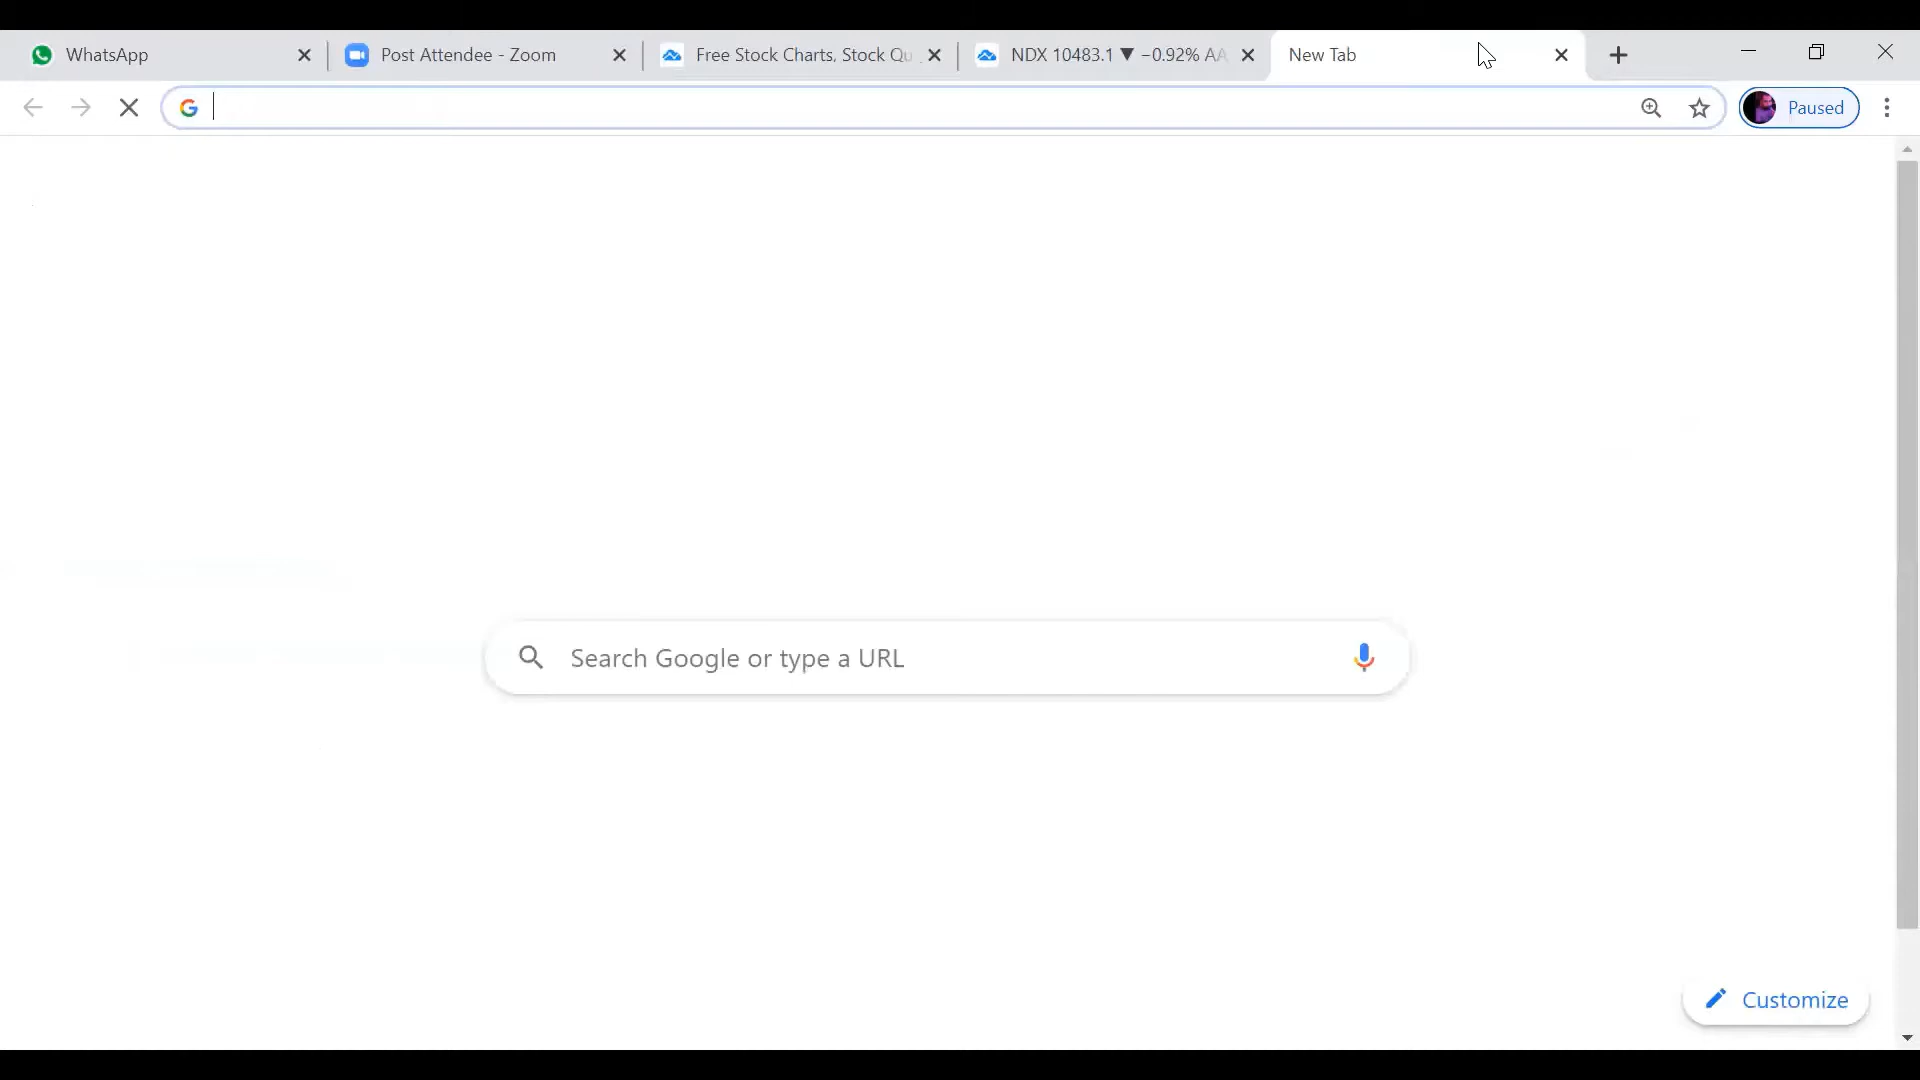 WhatsApp
Post Attendee - Zoom
Free Stock Charts, Stock Qu
NDX 10483.1 ▼ −0.92% AA
New Tab
Paused
Search Google or type a URL
Customize